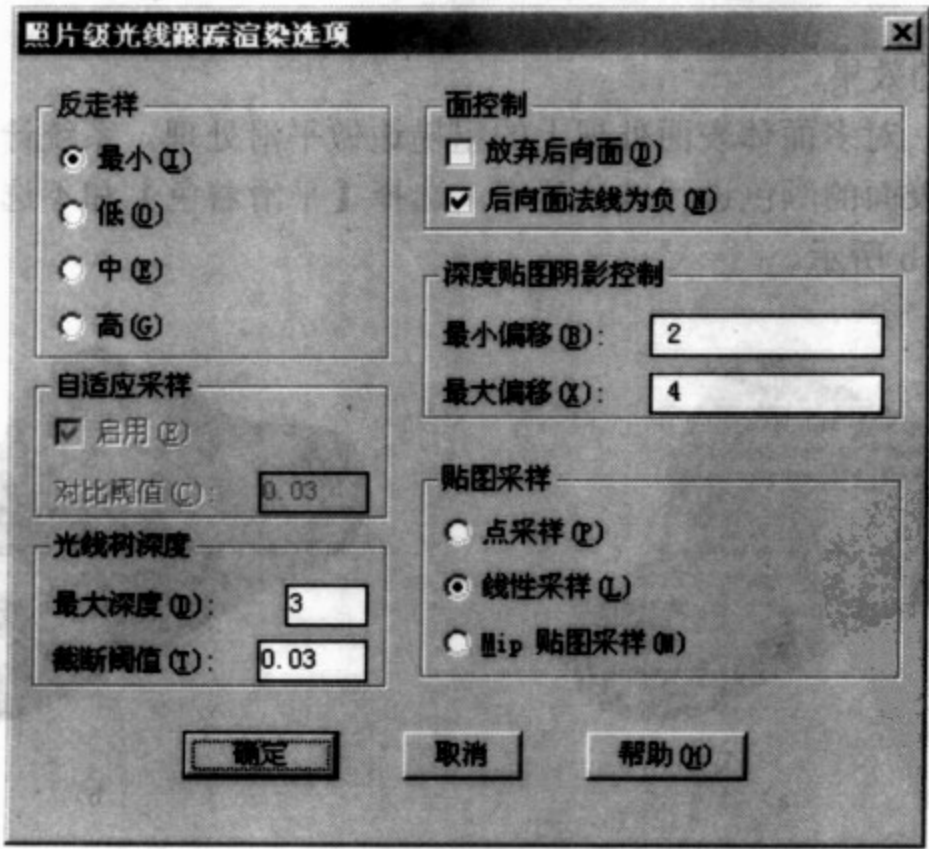 照片级光线跟踪渲染选项
反走样
最小(I)
低(O)
中(E)
高(G)
自适应采样
启用(E)
对比阈值(C): 0.03
光线树深度
最大深度(D): 3
截断阈值(T): 0.03
面控制
放弃后向面(D)
后向面法线为负(N)
深度贴图阴影控制
最小偏移(B): 2
最大偏移(X): 4
贴图采样
点采样(P)
线性采样(L)
Mip 贴图采样(M)
确定
取消
帮助(H)